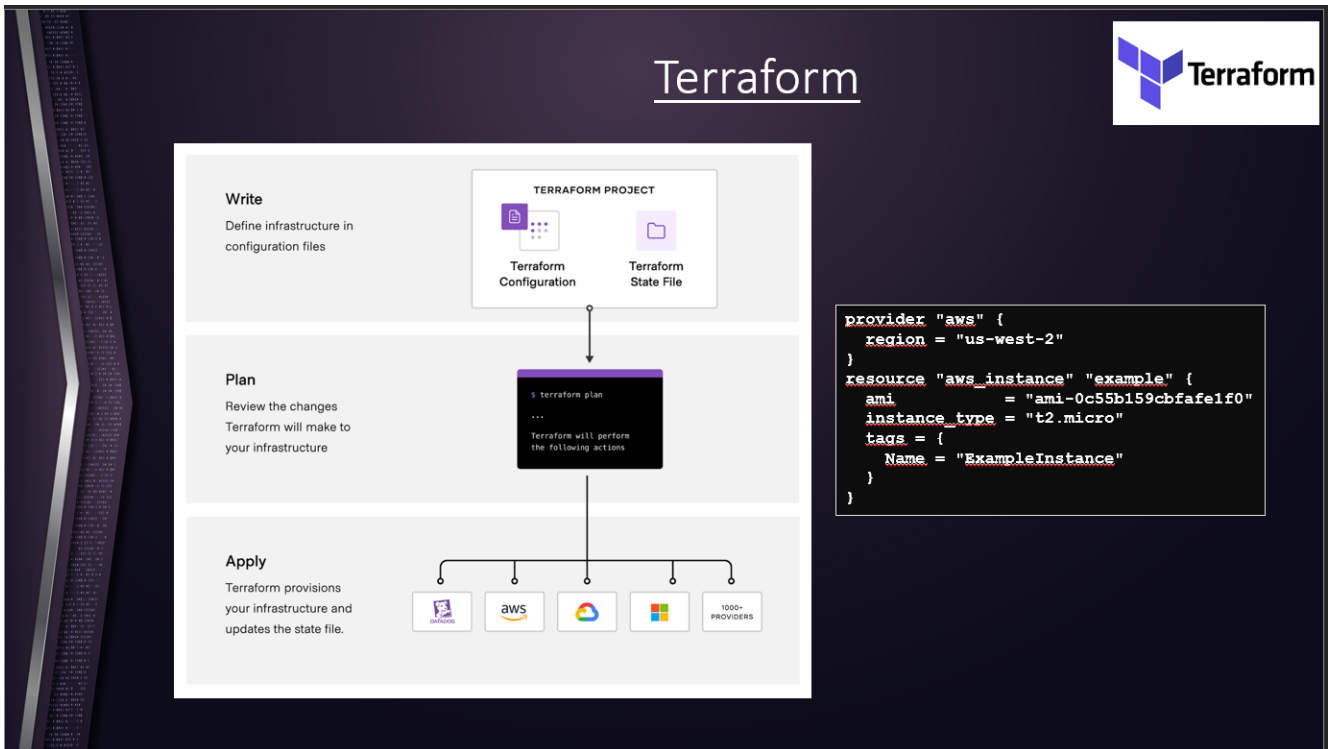 Terraform
Terraform
Write
Define infrastructure in
configuration files
TERRAFORM PROJECT
Terraform
Configuration
Terraform
State File
Plan
Review the changes
Terraform will make to
your infrastructure
$ terraform plan
...
Terraform will perform
the following actions
Apply
Terraform provisions
your infrastructure and
updates the state file.
DATADOG
aws
1000+
PROVIDERS
provider "aws" {
  region = "us-west-2"
}
resource "aws_instance" "example" {
  ami           = "ami-0c55b159cbfafe1f0"
  instance_type = "t2.micro"
  tags = {
    Name = "ExampleInstance"
  }
}